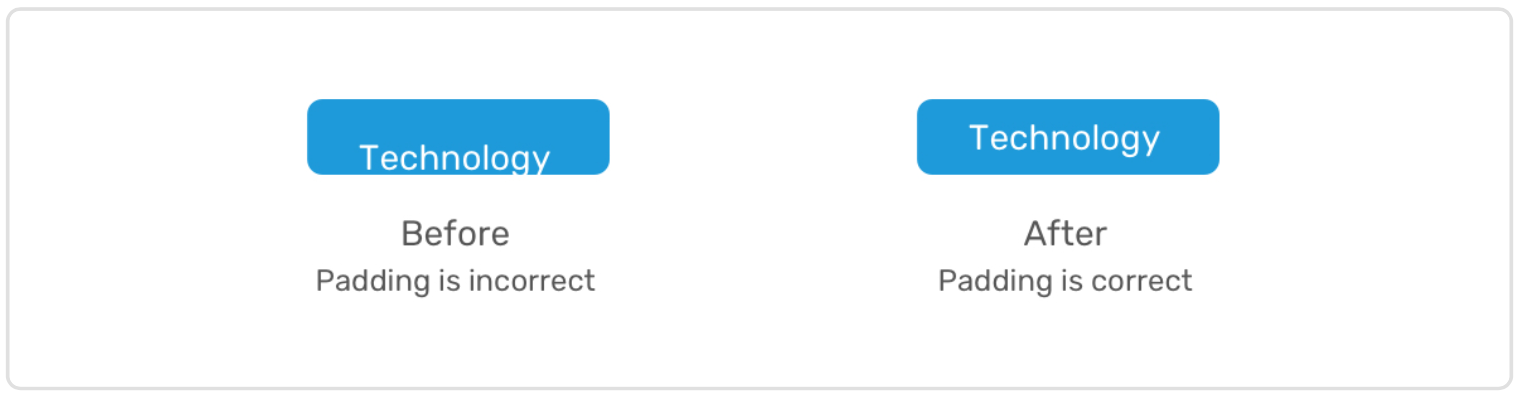 Technology
Before
Padding is incorrect
Technology
After
Padding is correct